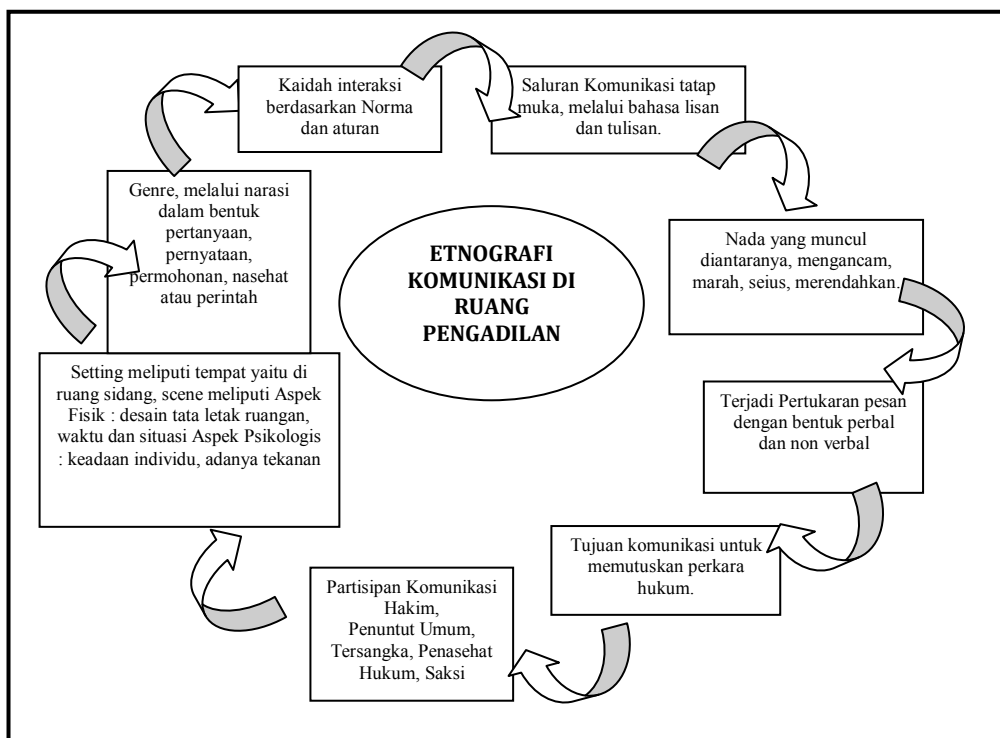 Kaidah interaksi
berdasarkan Norma
dan aturan
Saluran Komunikasi tatap
muka, melalui bahasa lisan
dan tulisan.
Genre, melalui narasi
dalam bentuk
pertanyaan,
pernyataan,
permohonan, nasehat
atau perintah
ETNOGRAFI
KOMUNIKASI DI
RUANG
PENGADILAN
Nada yang muncul
diantaranya, mengancam,
marah, seius, merendahkan.
Setting meliputi tempat yaitu di
ruang sidang, scene meliputi Aspek
Fisik : desain tata letak ruangan,
waktu dan situasi Aspek Psikologis
: keadaan individu, adanya tekanan
Terjadi Pertukaran pesan
dengan bentuk perbal
dan non verbal
Tujuan komunikasi untuk
memutuskan perkara
hukum.
Partisipan Komunikasi
Hakim,
Penuntut Umum,
Tersangka, Penasehat
Hukum, Saksi